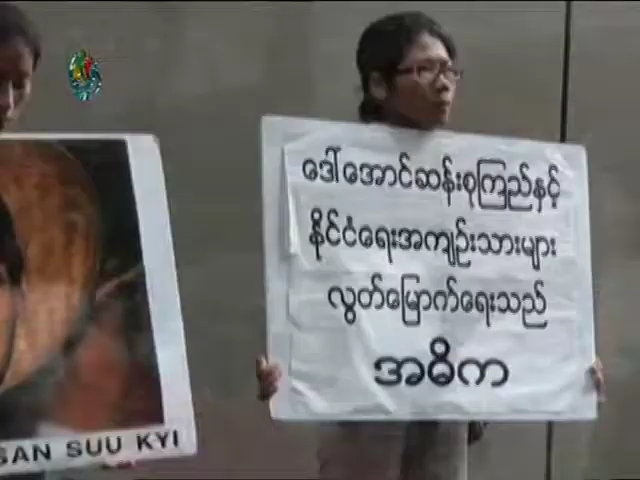 ဒေါ်အောင်ဆန်းစုကြည်နှင့်
နိုင်ငံရေးအကျဉ်းသားများ
လွတ်မြောက်ရေးသည်
အဓိက
SAN SUU KYI